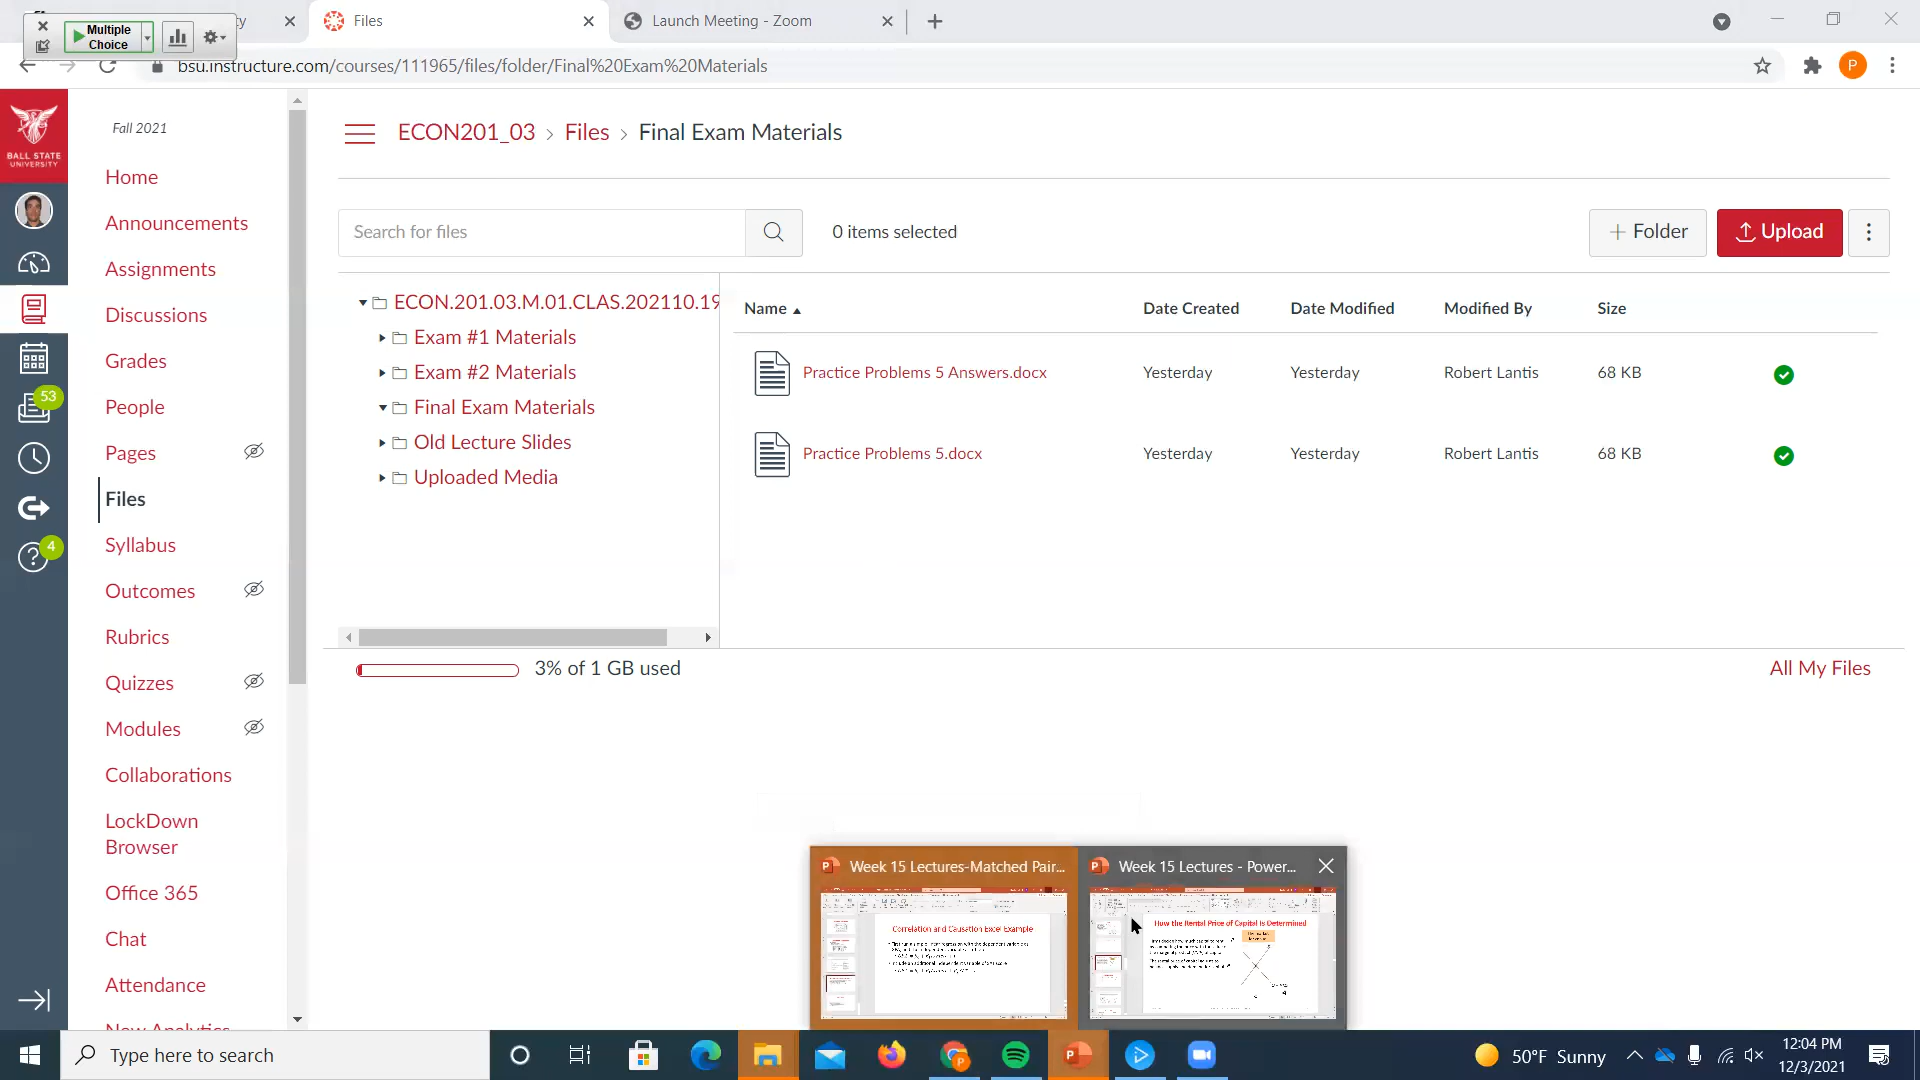 Multiple
Choice
Files
Launch Meeting - Zoom
bsu.instructure.com/courses/111965/files/folder/Final%20Exam%20Materials
P
BALL STATE
UNIVERSITY
Fall 2021
Home
Announcements
Assignments
Discussions
Grades
People
Pages
Files
Syllabus
Outcomes
Rubrics
Quizzes
Modules
Collaborations
LockDown
Browser
Office 365
Chat
Attendance
New Analytics
53
4
ECON201_03 > Files > Final Exam Materials
Search for files
0 items selected
+ Folder
Upload
ECON.201.03.M.01.CLAS.202110.19
Exam #1 Materials
Exam #2 Materials
Final Exam Materials
Old Lecture Slides
Uploaded Media
Name Date Created Date Modified Modified By Size
Practice Problems 5 Answers.docx Yesterday Yesterday Robert Lantis 68 KB
Practice Problems 5.docx Yesterday Yesterday Robert Lantis 68 KB
3% of 1 GB used
All My Files
Week 15 Lectures-Matched Pair...
Correlation and Causation Excel Example
Week 15 Lectures - Power...
How the Rental Price of Capital Is Determined
Type here to search
50°F Sunny
12:04 PM
12/3/2021